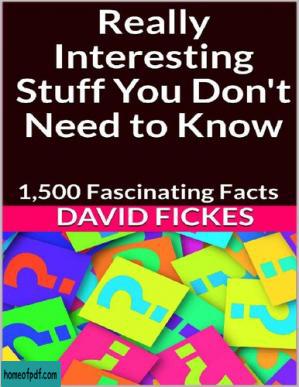 Really
Interesting
Stuff You Don't
Need to Know
1,500 Fascinating Facts
DAVID FICKES
? ? ? ? ? ?
homeofpdf.com